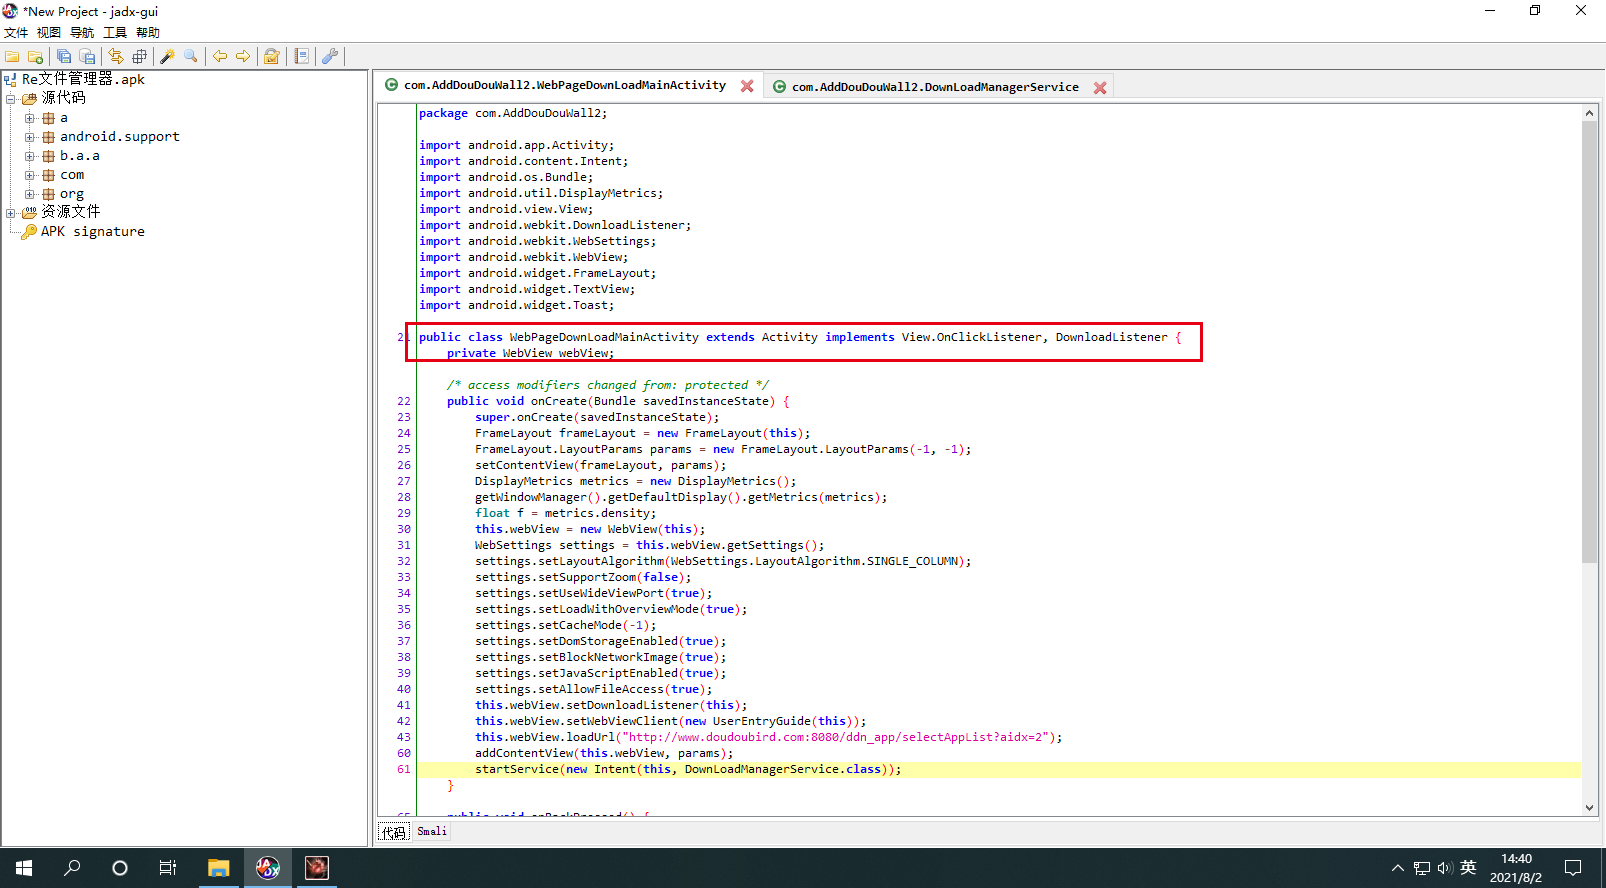 *New Project - jadx-gui
文件 视图 导航 工具 帮助
Re文件管理器.apk
源代码
a
android.support
b.a.a
com
org
资源文件
APK signature
com.AddDouDouWall2.WebPageDownLoadMainActivity
com.AddDouDouWall2.DownLoadManagerService
package com.AddDouDouWall2;
import android.app.Activity;
import android.content.Intent;
import android.os.Bundle;
import android.util.DisplayMetrics;
import android.view.View;
import android.webkit.DownloadListener;
import android.webkit.WebSettings;
import android.webkit.WebView;
import android.widget.FrameLayout;
import android.widget.TextView;
import android.widget.Toast;
21 public class WebPageDownLoadMainActivity extends Activity implements View.OnClickListener, DownloadListener {
private WebView webView;
/* access modifiers changed from: protected */
22 public void onCreate(Bundle savedInstanceState) {
23 super.onCreate(savedInstanceState);
24 FrameLayout frameLayout = new FrameLayout(this);
25 FrameLayout.LayoutParams params = new FrameLayout.LayoutParams(-1, -1);
26 setContentView(frameLayout, params);
27 DisplayMetrics metrics = new DisplayMetrics();
28 getWindowManager().getDefaultDisplay().getMetrics(metrics);
29 float f = metrics.density;
30 this.webView = new WebView(this);
31 WebSettings settings = this.webView.getSettings();
32 settings.setLayoutAlgorithm(WebSettings.LayoutAlgorithm.SINGLE_COLUMN);
33 settings.setSupportZoom(false);
34 settings.setUseWideViewPort(true);
35 settings.setLoadWithOverviewMode(true);
36 settings.setCacheMode(-1);
37 settings.setDomStorageEnabled(true);
38 settings.setBlockNetworkImage(true);
39 settings.setJavaScriptEnabled(true);
40 settings.setAllowFileAccess(true);
41 this.webView.setDownloadListener(this);
42 this.webView.setWebViewClient(new UserEntryGuide(this));
43 this.webView.loadUrl("http://www.doudoubird.com:8080/ddn_app/selectAppList?aidx=2");
60 addContentView(this.webView, params);
61 startService(new Intent(this, DownLoadManagerService.class));
}
65 public void onBackPressed() {
代码 Smali
英
14:40
2021/8/2